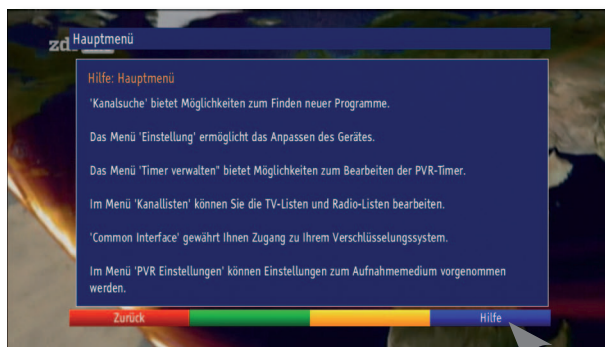 zd
Hauptmenü
Hilfe: Hauptmenü
'Kanalsuche' bietet Möglichkeiten zum Finden neuer Programme.
Das Menü 'Einstellung' ermöglicht das Anpassen des Gerätes.
Das Menü 'Timer verwalten" bietet Möglichkeiten zum Bearbeiten der PVR-Timer.
Im Menü 'Kanallisten' können Sie die TV-Listen und Radio-Listen bearbeiten.
'Common Interface' gewährt Ihnen Zugang zu Ihrem Verschlüsselungssystem.
Im Menü 'PVR Einstellungen' können Einstellungen zum Aufnahmemedium vorgenommen
werden.
Zurück
Hilfe